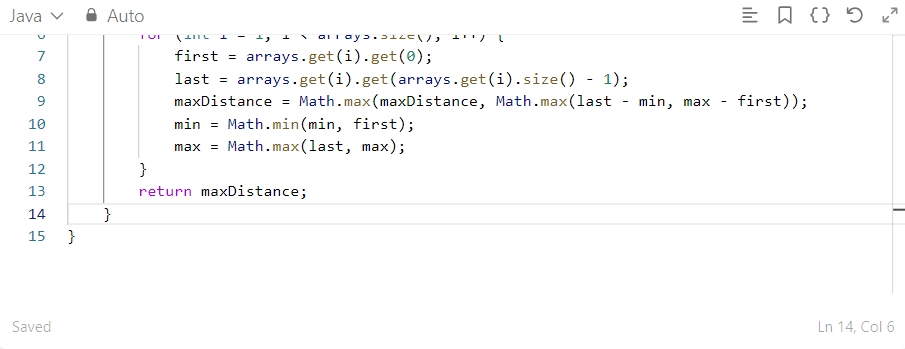 Java Auto
6 for (int i = 1; i < arrays.size(); i++) {
7 first = arrays.get(i).get(0);
8 last = arrays.get(i).get(arrays.get(i).size() - 1);
9 maxDistance = Math.max(maxDistance, Math.max(last - min, max - first));
10 min = Math.min(min, first);
11 max = Math.max(last, max);
12 }
13 return maxDistance;
14 }
15 }
Saved Ln 14, Col 6